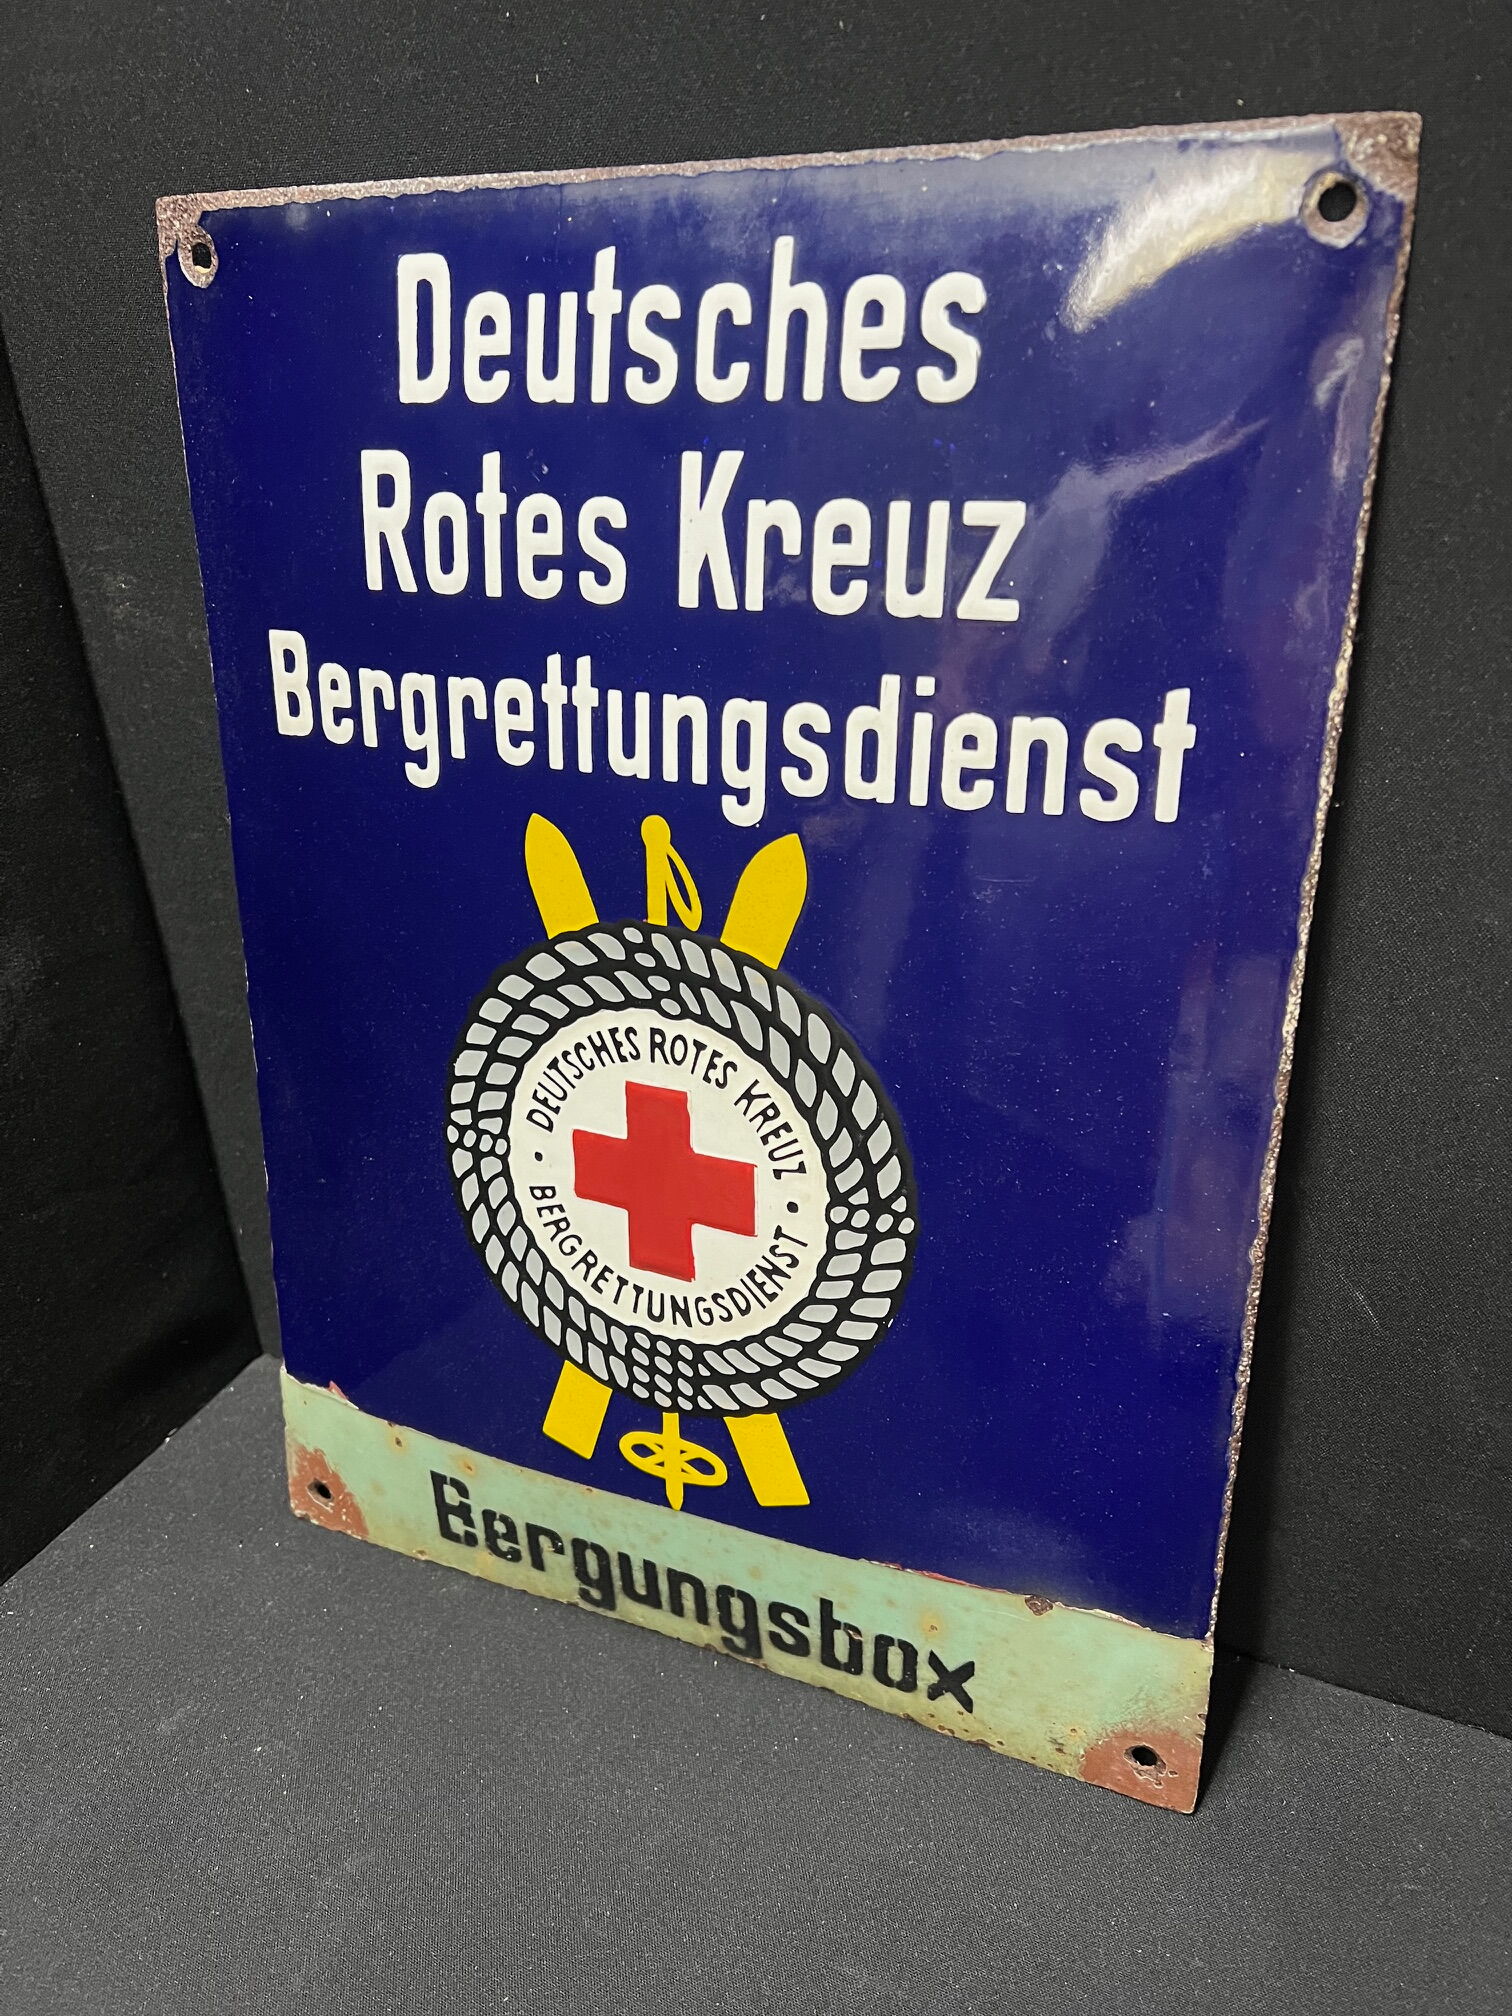 Deutsches
Rotes Kreuz
Bergrettungsdienst
DEUTSCHES ROTES KREUZ
• BERGRETTUNGSDIENST •
Bergungsbox